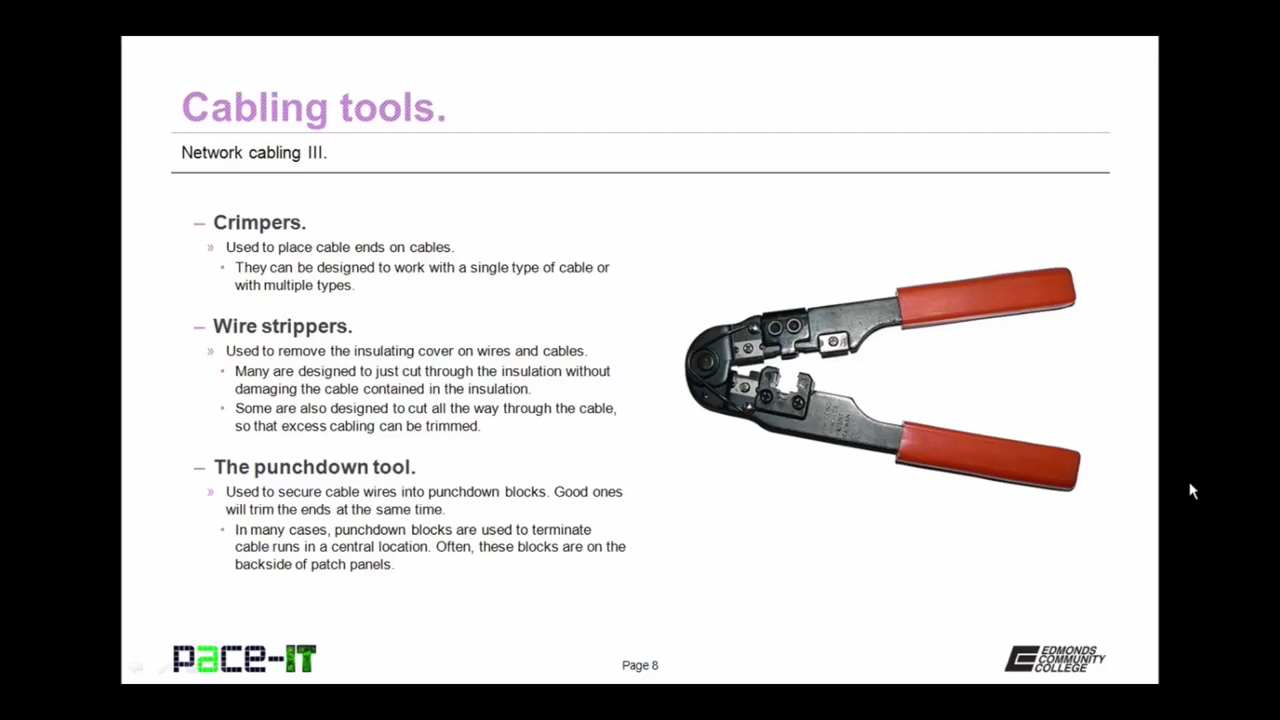 Cabling tools.
Network cabling III.
– Crimpers.
» Used to place cable ends on cables.
• They can be designed to work with a single type of cable or
with multiple types.
– Wire strippers.
» Used to remove the insulating cover on wires and cables.
• Many are designed to just cut through the insulation without
damaging the cable contained in the insulation.
• Some are also designed to cut all the way through the cable,
so that excess cabling can be trimmed.
– The punchdown tool.
» Used to secure cable wires into punchdown blocks. Good ones
will trim the ends at the same time.
• In many cases, punchdown blocks are used to terminate
cable runs in a central location. Often, these blocks are on the
backside of patch panels.
pace-IT
Page 8
EDMONDS
COMMUNITY
COLLEGE